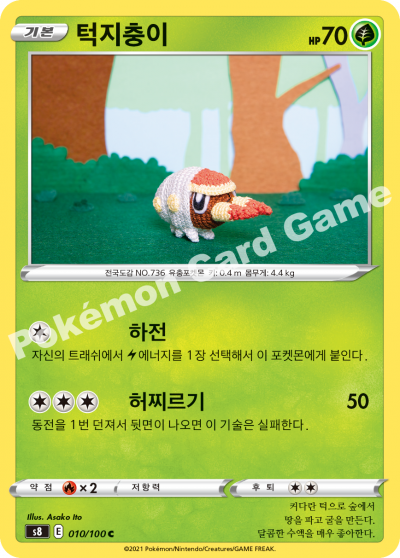 기본 턱지충이 HP70
전국도감 NO.736 유충포켓몬 키: 0.4 m 몸무게: 4.4 kg
하전
자신의 트래쉬에서 에너지를 1장 선택해서 이 포켓몬에게 붙인다.
허찌르기 50
동전을 1번 던져서 뒷면이 나오면 이 기술은 실패한다.
약점 ×2 저항력 후퇴
Illus. Asako Ito
s8 E 010/100 C
커다란 턱으로 숲에서
땅을 파고 굴을 만든다.
달콤한 수액을 매우 좋아한다.
©2021 Pokémon/Nintendo/Creatures/GAME FREAK.
Pokémon Card Game